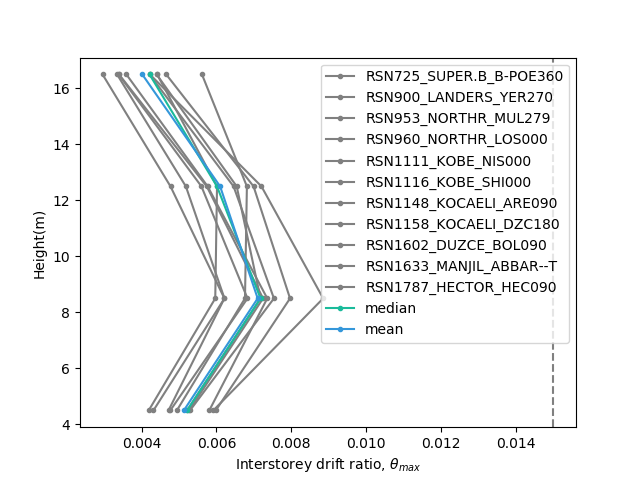 16
14
12
10
8
6
4
Height(m)
RSN725_SUPER.B_B-POE360
RSN900_LANDERS_YER270
RSN953_NORTHR_MUL279
RSN960_NORTHR_LOS000
RSN1111_KOBE_NIS000
RSN1116_KOBE_SHI000
RSN1148_KOCAELI_ARE090
RSN1158_KOCAELI_DZC180
RSN1602_DUZCE_BOL090
RSN1633_MANJIL_ABBAR--T
RSN1787_HECTOR_HEC090
median
mean
0.004 0.006 0.008 0.010 0.012 0.014
Interstorey drift ratio, θmax